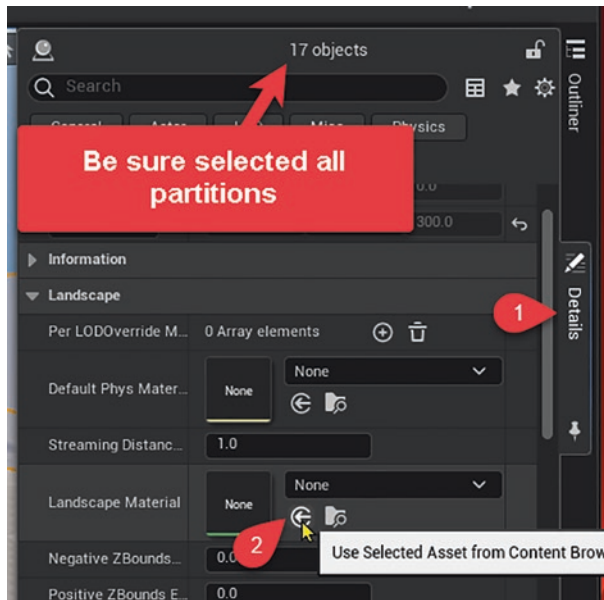 17 objects
Search
Outliner
Physics
Be sure selected all
partitions
0.0
300.0
Information
Landscape
1
Details
Per LODOverride M...
0 Array elements
Default Phys Mater...
None
None
Streaming Distanc...
1.0
Landscape Material
None
None
2
Use Selected Asset from Content Brow
Negative ZBounds...
0.0
Positive ZBounds E...
0.0